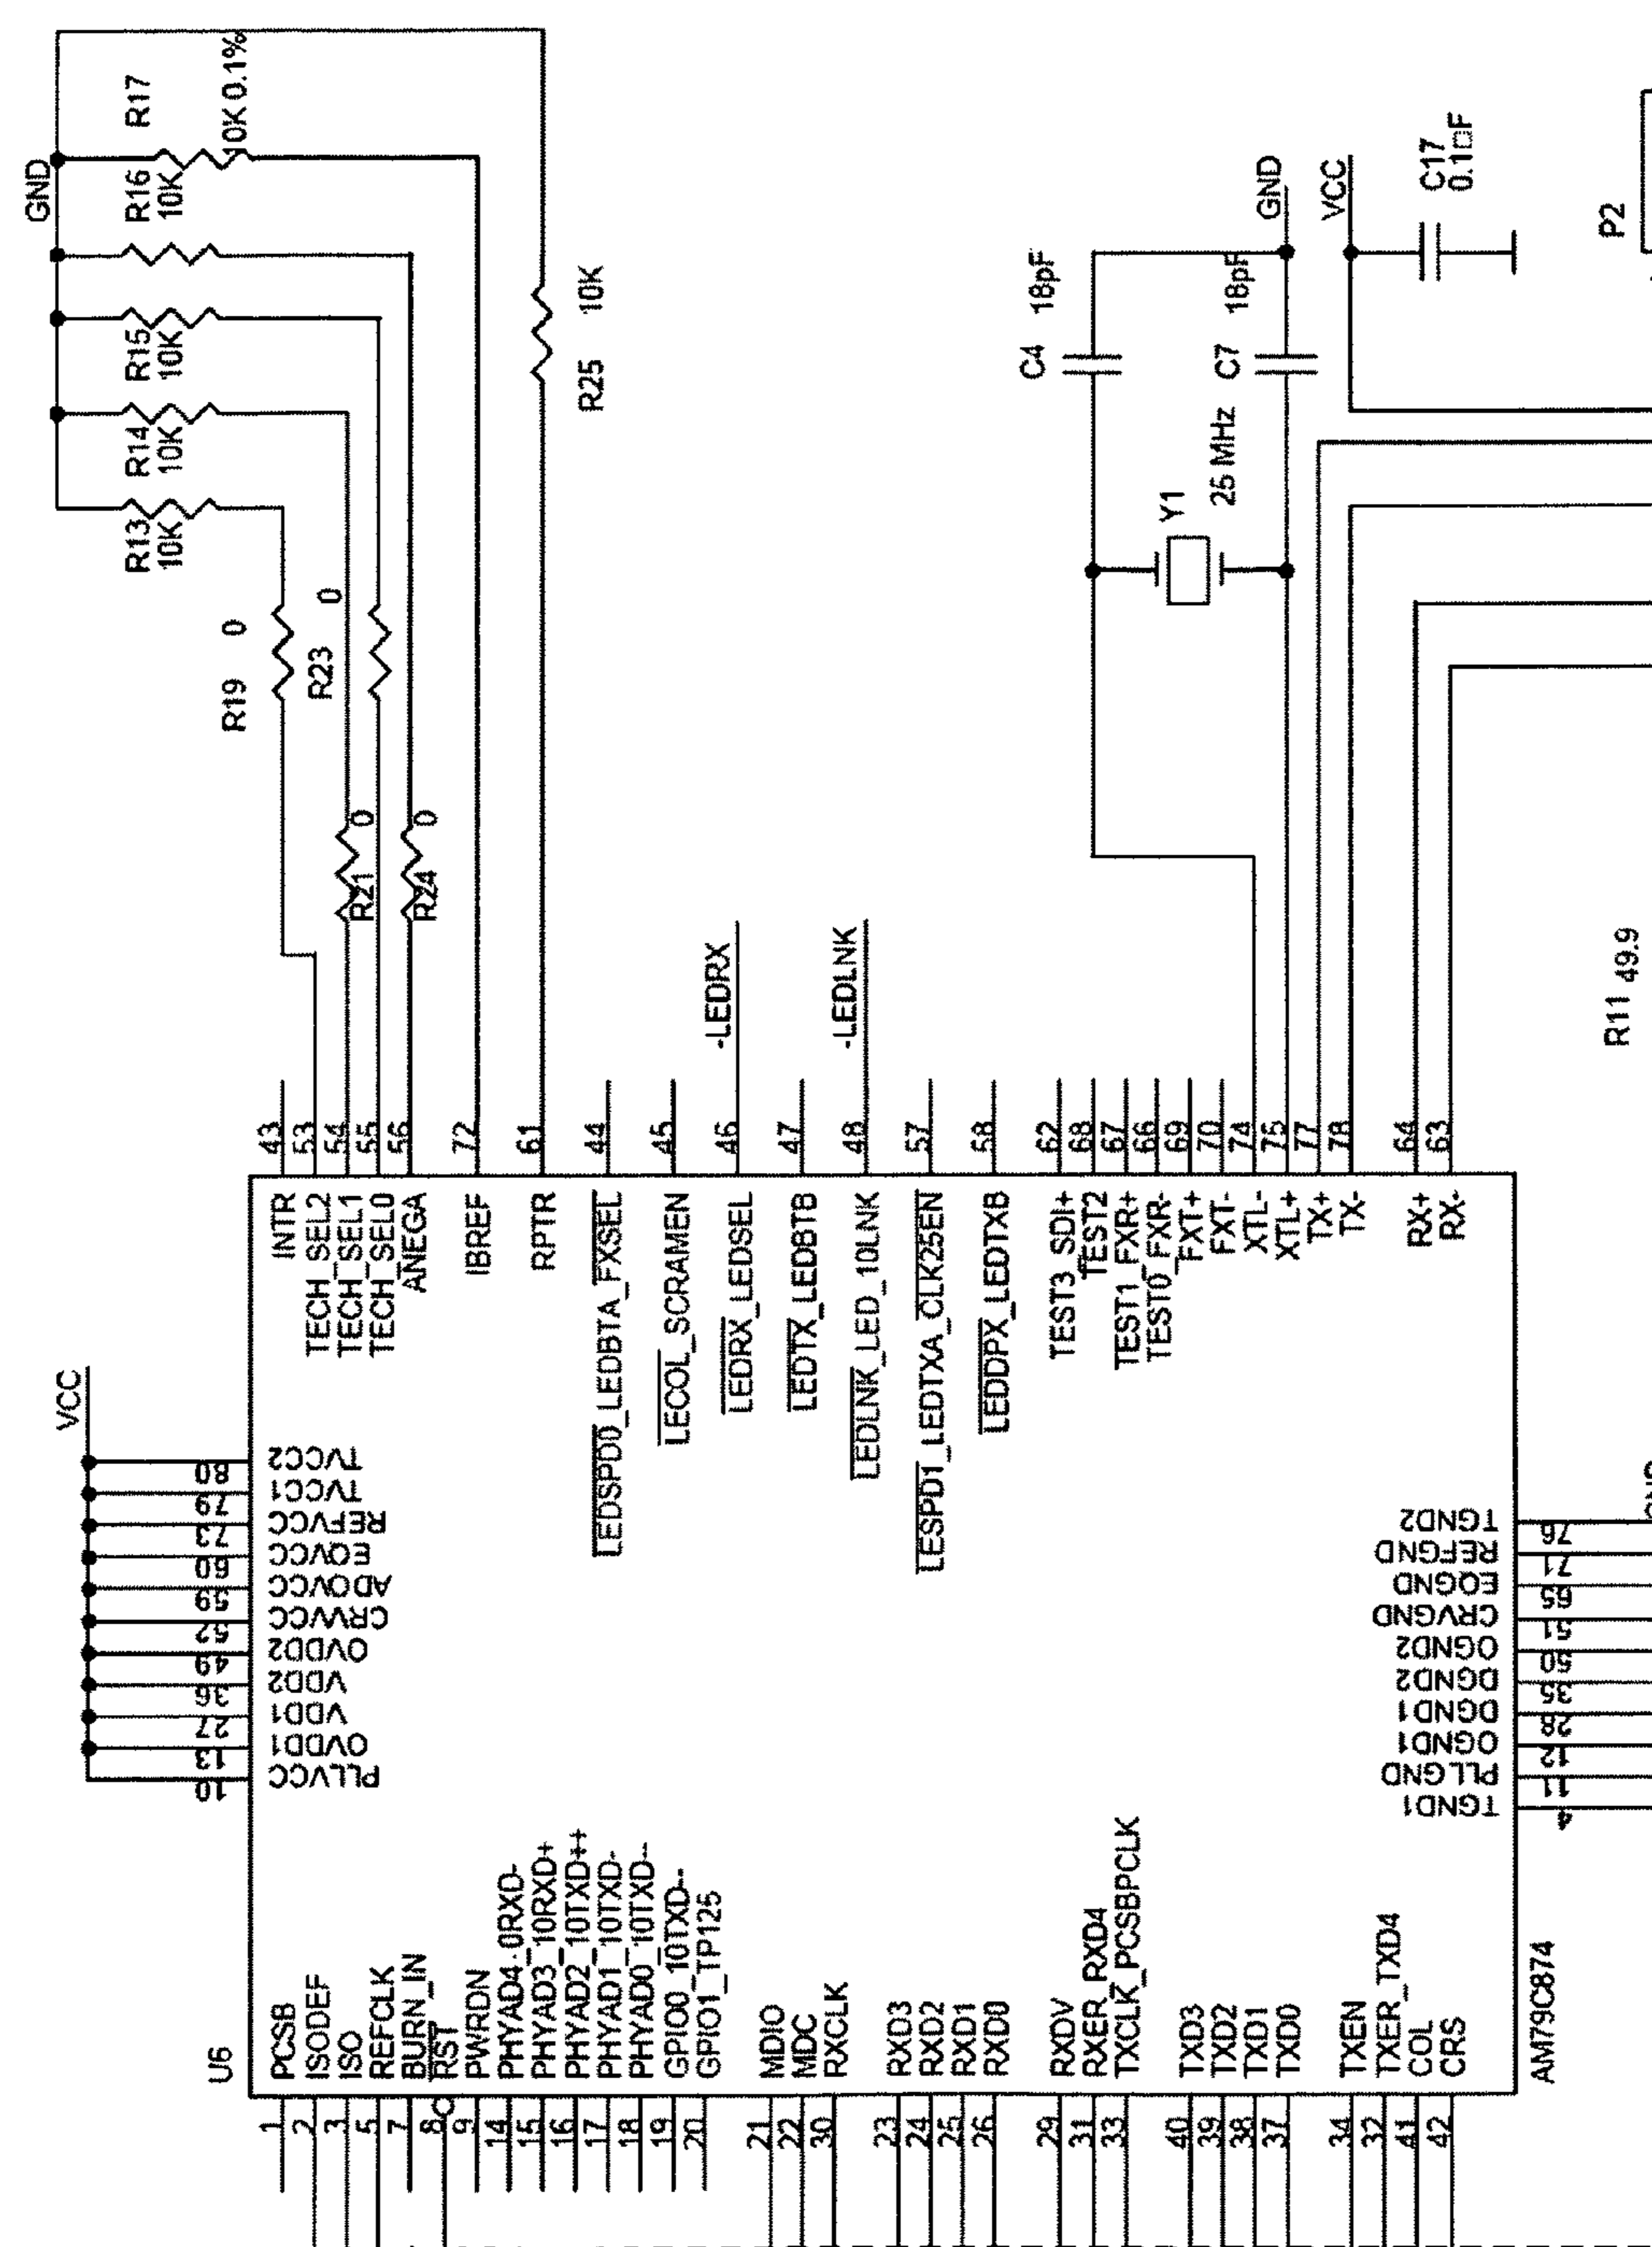 GND
R17
10K 0.1%
R16
10K
R15
10K
R14
10K
R13
10K
R19 0
R23 0
R21 0
R24 0
R25 10K
C4 18pF
C7 18pF
GND
VCC
C17
0.1□F
P2
Y1
25 MHz
R11 49.9
-LEDRX
-LEDLNK
43 INTR
53 TECH_SEL2
54 TECH_SEL1
55 TECH_SEL0
56 ANEGA
72 IBREF
61 RPTR
44 LEDSPD0_LEDBTA_FXSEL
45 LECOL_SCRAMEN
46 LEDRX_LEDSEL
47 LEDTX_LEDBTB
48 LEDLNK_LED_10LNK
57 LESPD1_LEDTXA_CLK25EN
58 LEDDPX_LEDTXB
62 TEST3_SDI+
68 TEST2
67 TEST1_FXR+
66 TEST0_FXR-
69 FXT+
70 FXT-
74 XTL-
75 XTL+
77 TX+
78 TX-
64 RX+
63 RX-
VCC
80 TVCC2
79 TVCC1
73 REFVCC
60 EQVCC
59 ADOVCC
52 CRVVCC
49 OVDD2
36 VDD2
27 VDD1
13 OVDD1
10 PLLVCC
TGND2 76
REFGND 71
EQGND 65
CRVGND 51
OGND2 50
DGND2 35
DGND1 28
OGND1 12
PLLGND 11
TGND1 4
U6
AM79C874
1 PCSB
2 ISODEF
3 ISO
5 REFCLK
7 BURN_IN
8 RST
9 PWRDN
14 PHYAD4_0RXD-
15 PHYAD3_10RXD+
16 PHYAD2_10TXD++
17 PHYAD1_10TXD-
18 PHYAD0_10TXD-
19 GPIO0_10TXD--
20 GPIO1_TP125
21 MDIO
22 MDC
30 RXCLK
23 RXD3
24 RXD2
25 RXD1
26 RXD0
29 RXDV
31 RXER_RXD4
33 TXCLK_PCSBPCLK
40 TXD3
39 TXD2
38 TXD1
37 TXD0
34 TXEN
32 TXER_TXD4
41 COL
42 CRS